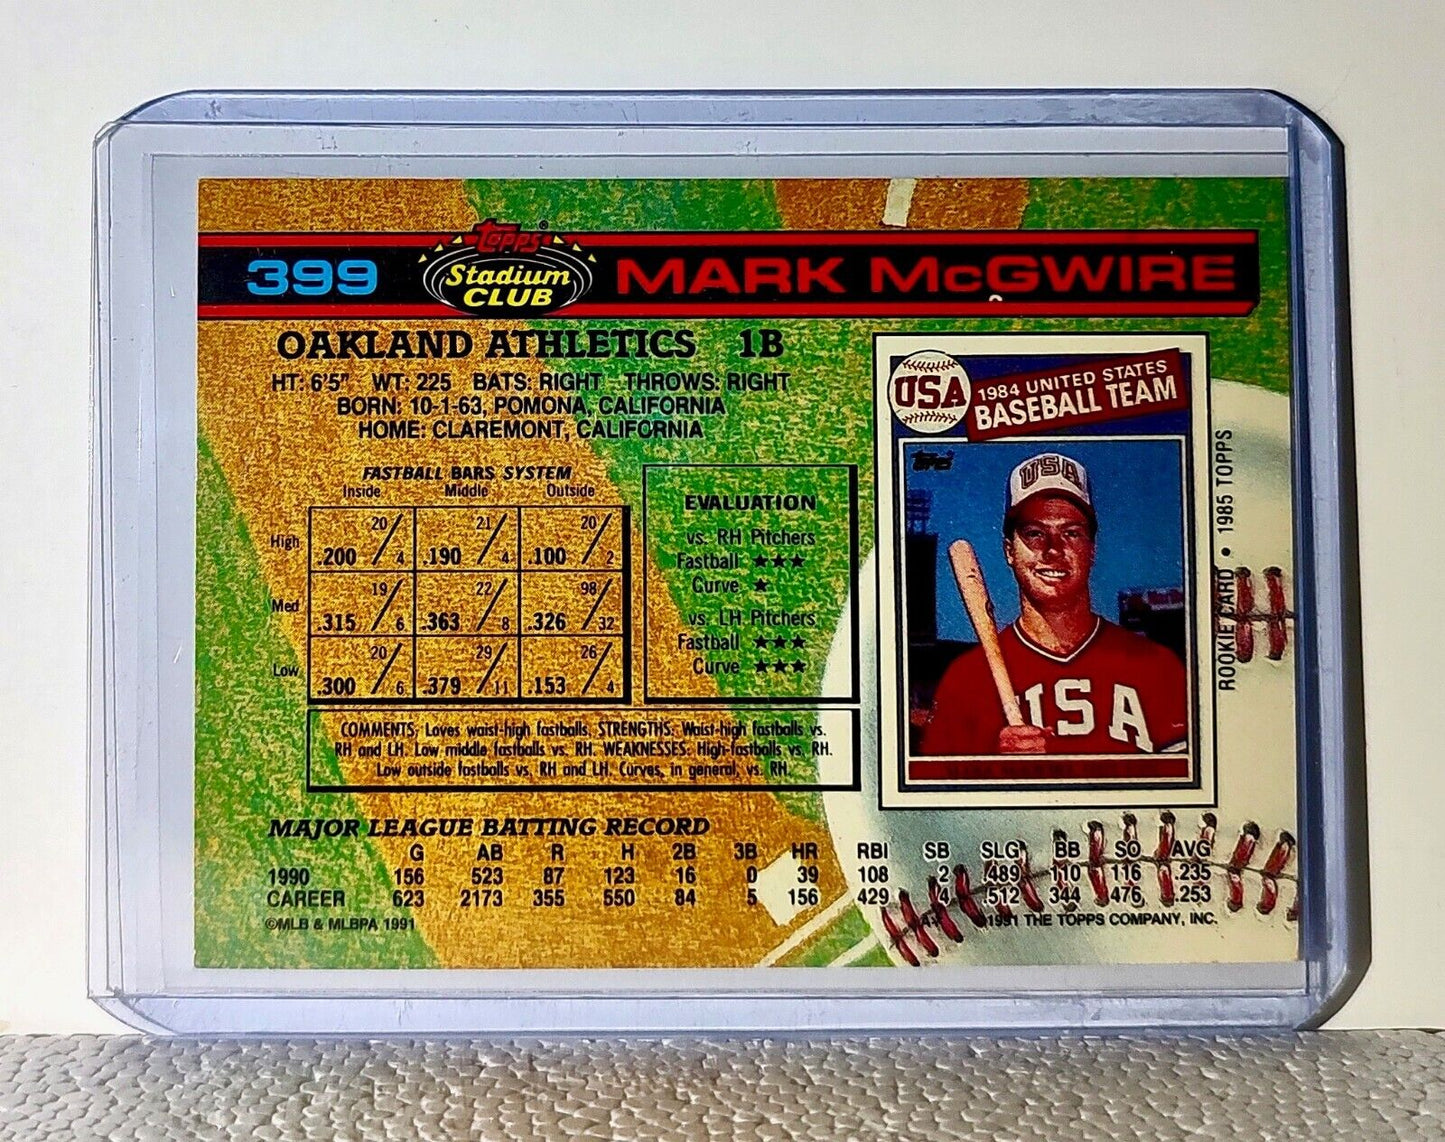 399 Topps® Stadium CLUB MARK McGWIRE
OAKLAND ATHLETICS 1B
HT: 6'5" WT: 225 BATS: RIGHT THROWS: RIGHT
BORN: 10-1-63, POMONA, CALIFORNIA
HOME: CLAREMONT, CALIFORNIA
FASTBALL BARS SYSTEM
Inside Middle Outside
High .200 20/4 .190 21/4 .100 20/2
Med .315 19/6 .363 22/8 .326 98/32
Low .300 20/6 .379 29/11 .153 26/4
EVALUATION
vs. RH Pitchers
Fastball ★★★
Curve ★
vs. LH Pitchers
Fastball ★★★
Curve ★★★
COMMENTS: Loves waist-high fastballs. STRENGTHS: Waist-high fastballs vs.
RH and LH. Low middle fastballs vs. RH. WEAKNESSES: High-fastballs vs. RH.
Low outside fastballs vs. RH and LH. Curves, in general, vs. RH.
USA
1984 UNITED STATES
BASEBALL TEAM
Topps
USA
USA
ROOKIE CARD • 1985 TOPPS
MAJOR LEAGUE BATTING RECORD
G AB R H 2B 3B HR RBI SB SLG BB SO AVG
1990 156 523 87 123 16 0 39 108 2 .489 110 116 .235
CAREER 623 2173 355 550 84 5 156 429 4 .512 344 476 .253
©MLB & MLBPA 1991 ©1991 THE TOPPS COMPANY, INC.